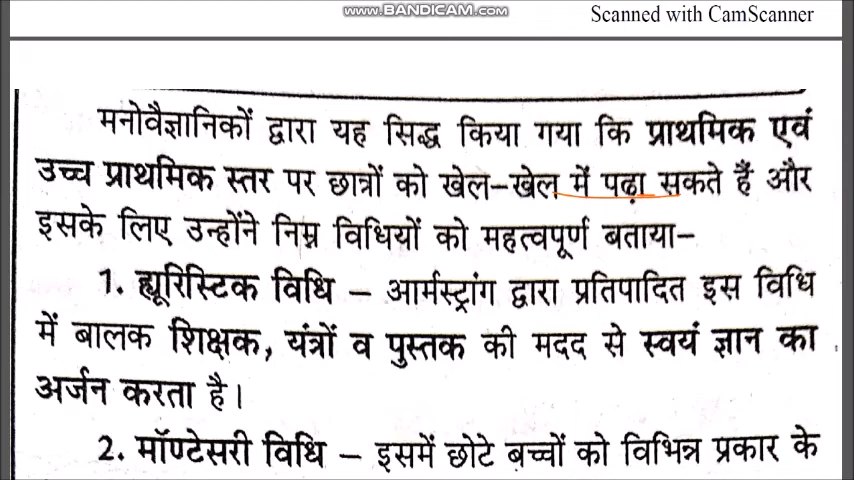 WWW.BANDICAM.COM
Scanned with CamScanner
मनोवैज्ञानिकों द्वारा यह सिद्ध किया गया कि प्राथमिक एवं
उच्च प्राथमिक स्तर पर छात्रों को खेल-खेल में पढ़ा सकते हैं और
इसके लिए उन्होंने निम्न विधियों को महत्वपूर्ण बताया-
1. ह्यूरिस्टिक विधि - आर्मस्ट्रांग द्वारा प्रतिपादित इस विधि
में बालक शिक्षक, यंत्रों व पुस्तक की मदद से स्वयं ज्ञान का
अर्जन करता है।
2. मॉण्टेसरी विधि - इसमें छोटे बच्चों को विभिन्न प्रकार के